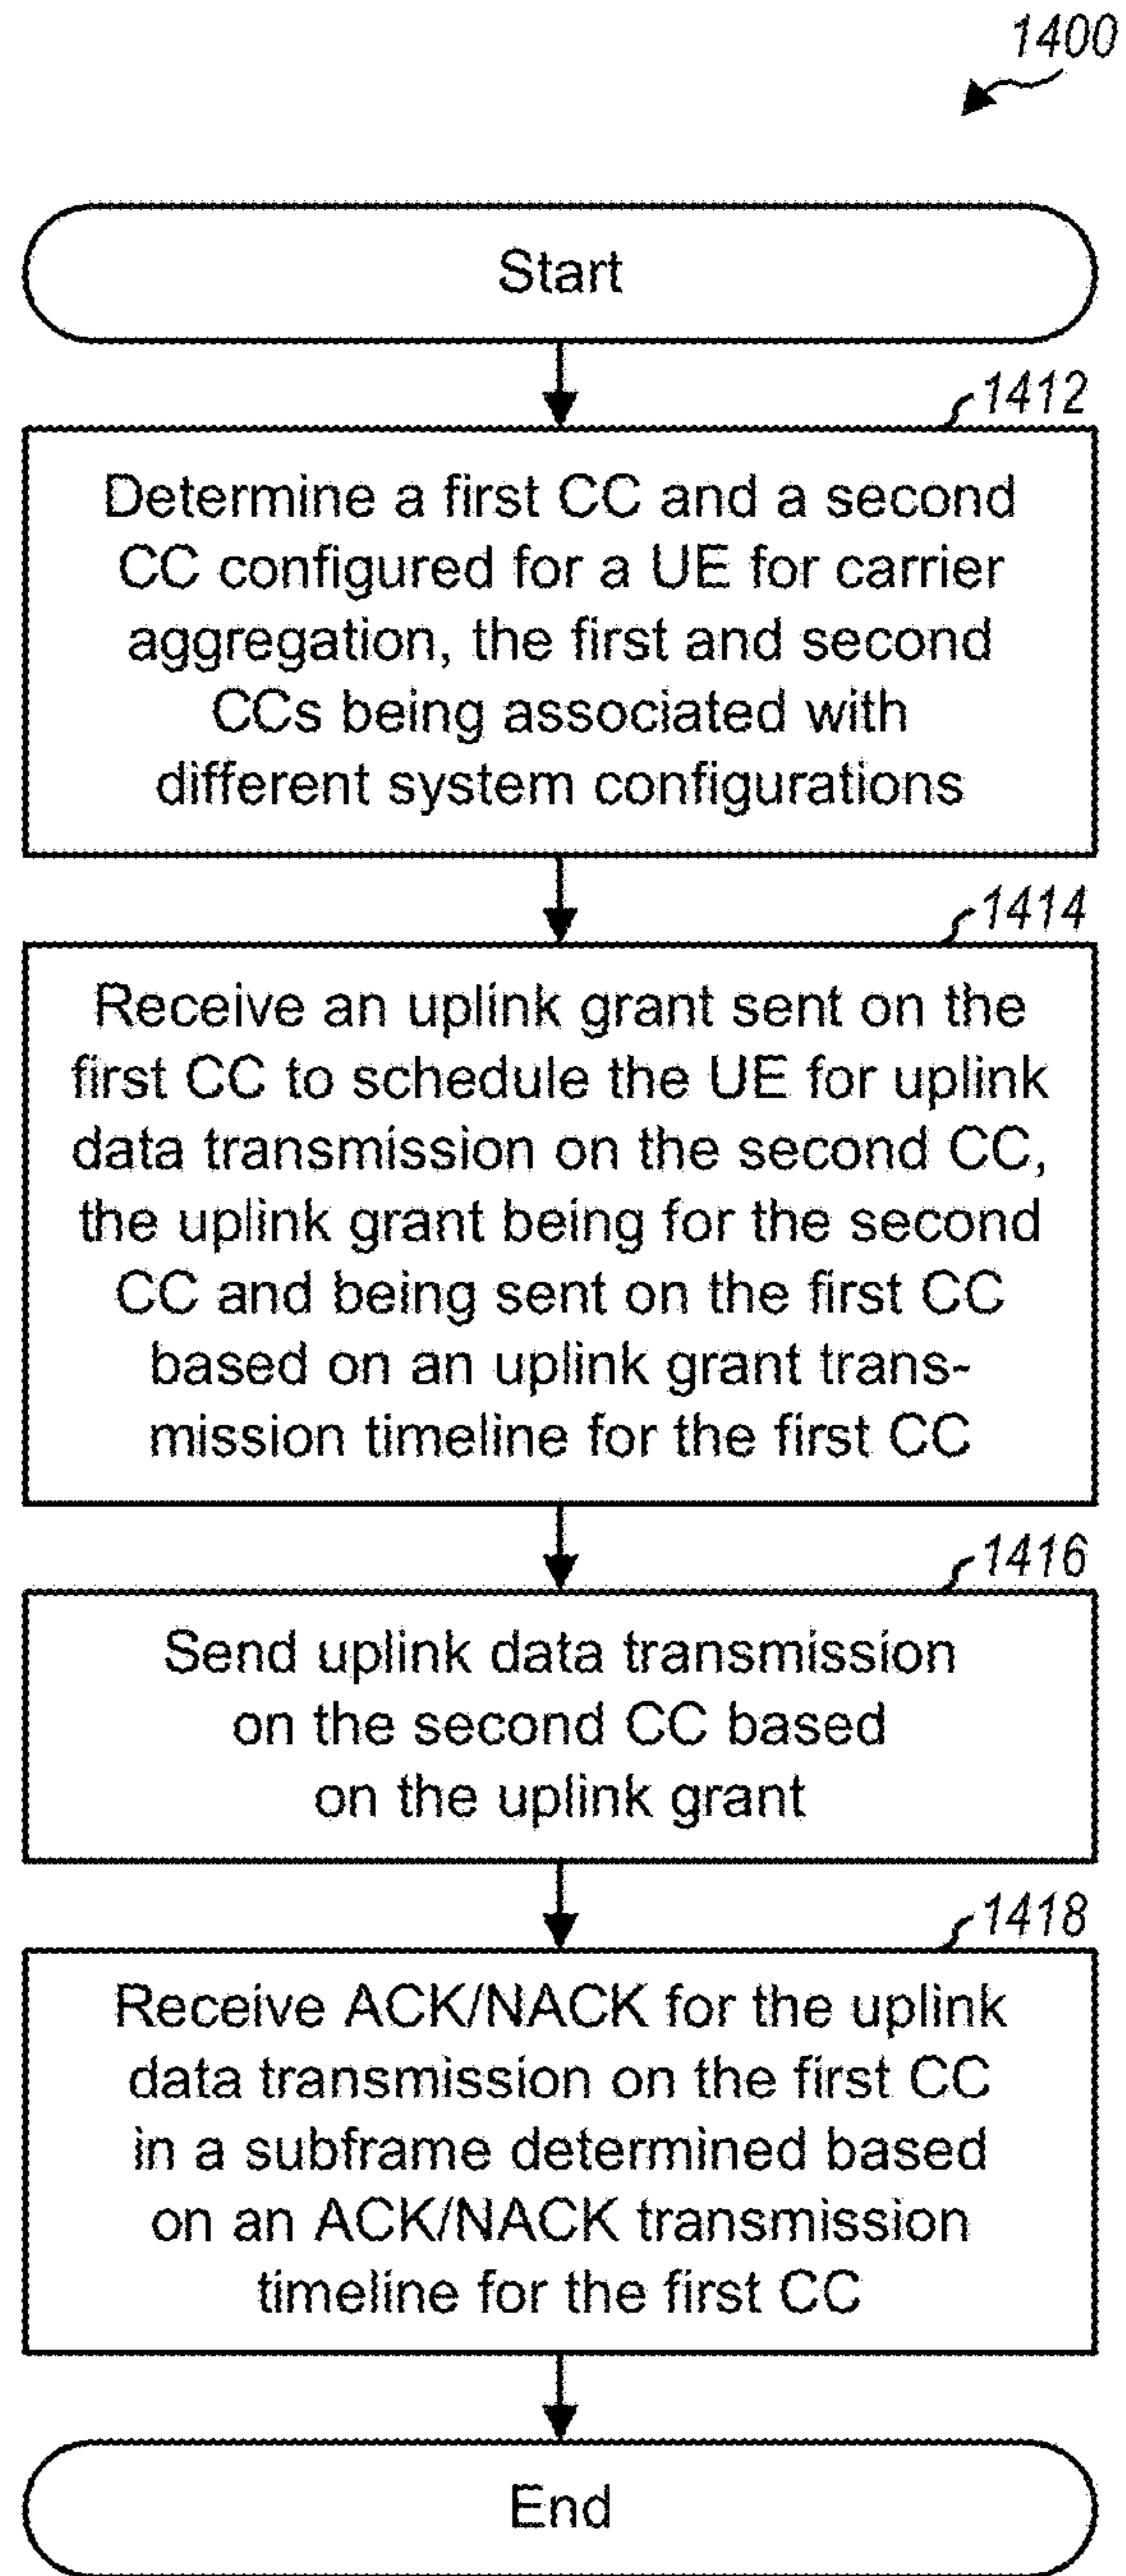 1400
Start
1412
Determine a first CC and a second
CC configured for a UE for carrier
aggregation, the first and second
CCs being associated with
different system configurations
1414
Receive an uplink grant sent on the
first CC to schedule the UE for uplink
data transmission on the second CC,
the uplink grant being for the second
CC and being sent on the first CC
based on an uplink grant trans-
mission timeline for the first CC
1416
Send uplink data transmission
on the second CC based
on the uplink grant
1418
Receive ACK/NACK for the uplink
data transmission on the first CC
in a subframe determined based
on an ACK/NACK transmission
timeline for the first CC
End